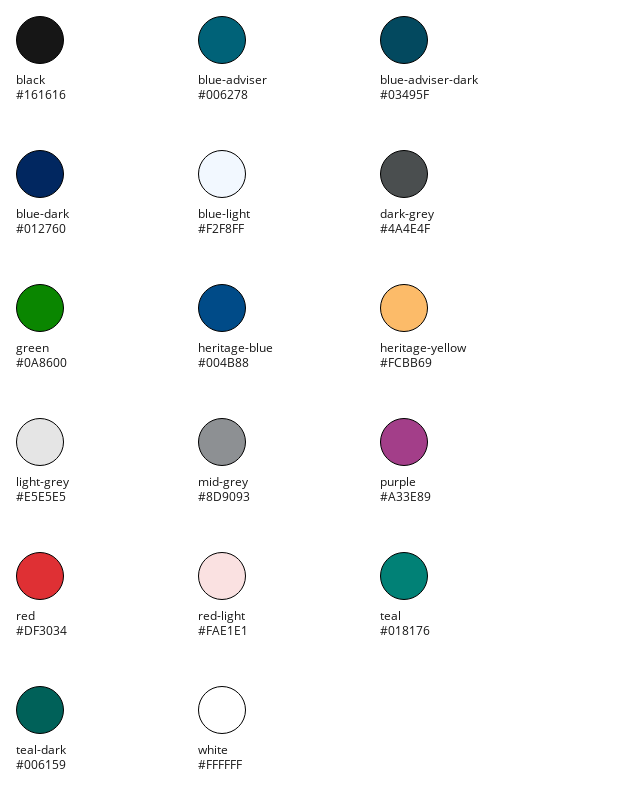 black
#161616
blue-adviser
#006278
blue-adviser-dark
#03495F
blue-dark
#012760
blue-light
#F2F8FF
dark-grey
#4A4E4F
green
#0A8600
heritage-blue
#004B88
heritage-yellow
#FCBB69
light-grey
#E5E5E5
mid-grey
#8D9093
purple
#A33E89
red
#DF3034
red-light
#FAE1E1
teal
#018176
teal-dark
#006159
white
#FFFFFF